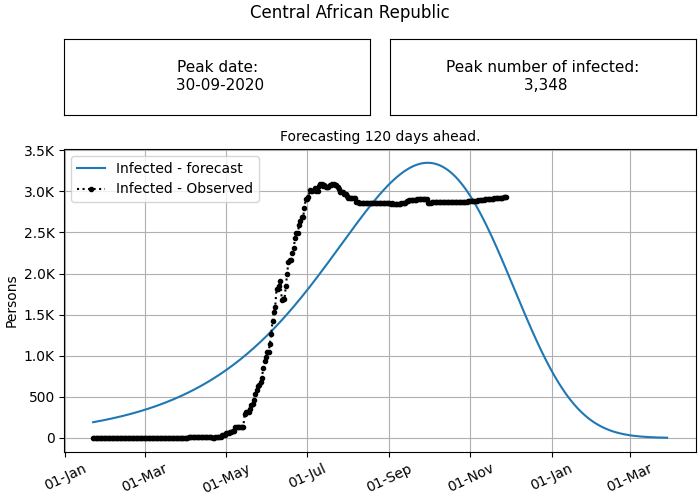 Central African Republic
Peak date:
30-09-2020
Peak number of infected:
3,348
Forecasting 120 days ahead.
Infected - forecast
Infected - Observed
3.5K
3.0K
2.5K
2.0K
1.5K
1.0K
500
0
Persons
01-Jan
01-Mar
01-May
01-Jul
01-Sep
01-Nov
01-Jan
01-Mar